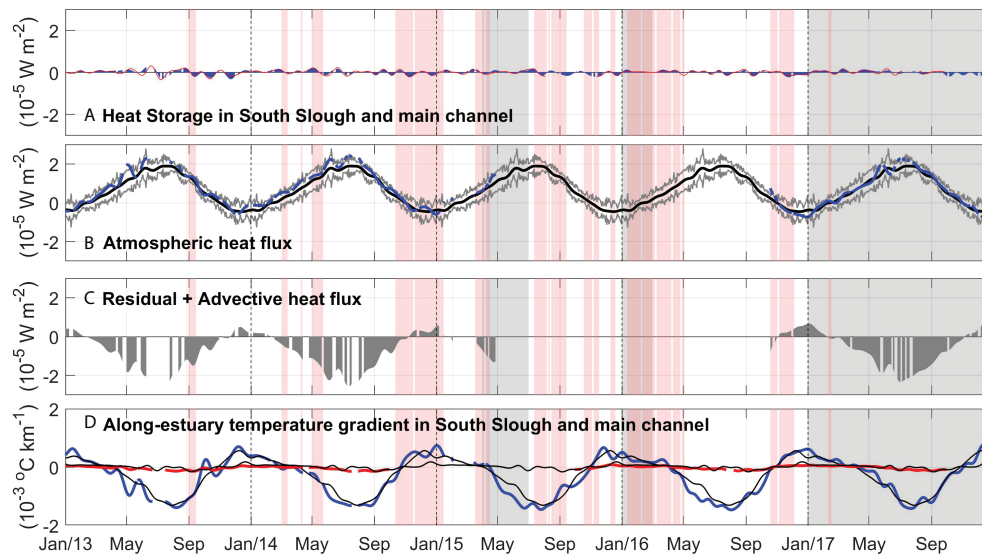 (10⁻⁵ W m⁻²)
2
0
-2
A Heat Storage in South Slough and main channel
(10⁻⁵ W m⁻²)
2
0
-2
B Atmospheric heat flux
(10⁻⁵ W m⁻²)
2
0
-2
C Residual + Advective heat flux
(10⁻³ ºC km⁻¹)
2
0
2
D Along-estuary temperature gradient in South Slough and main channel
Jan/13 May Sep Jan/14 May Sep Jan/15 May Sep Jan/16 May Sep Jan/17 May Sep